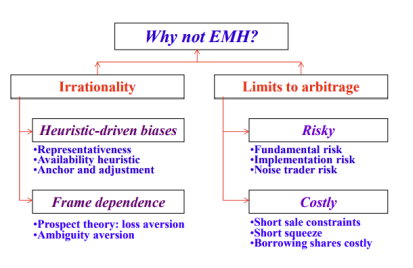 Why not EMH?
Irrationality
Limits to arbitrage
Heuristic-driven biases
•Representativeness
•Availability heuristic
•Anchor and adjustment
Risky
•Fundamental risk
•Implementation risk
•Noise trader risk
Frame dependence
•Prospect theory: loss aversion
•Ambiguity aversion
Costly
•Short sale constraints
•Short squeeze
•Borrowing shares costly